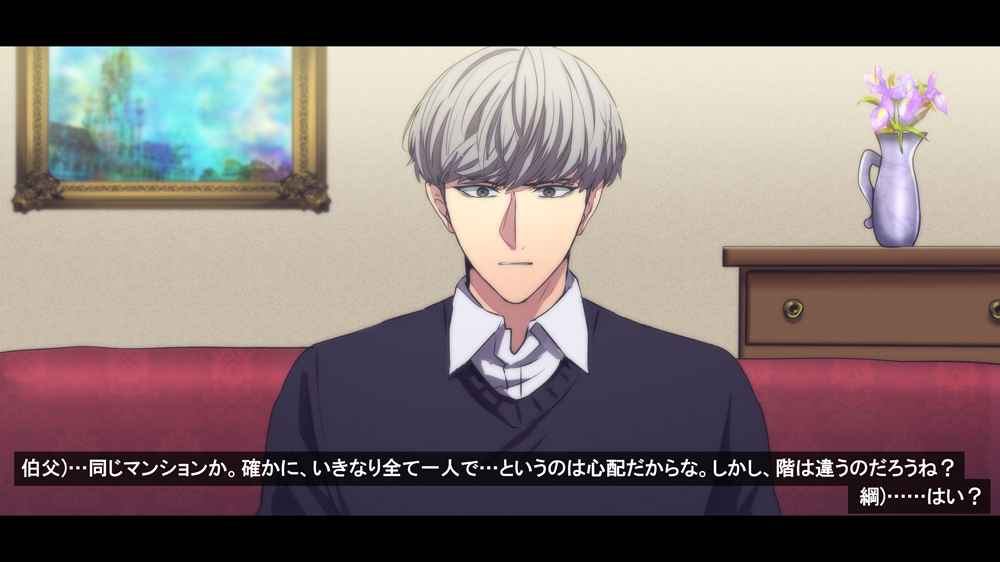 伯父)…同じマンションか。確かに、いきなり全て一人で…というのは心配だからな。しかし、階は違うのだろうね？
綱)……はい？